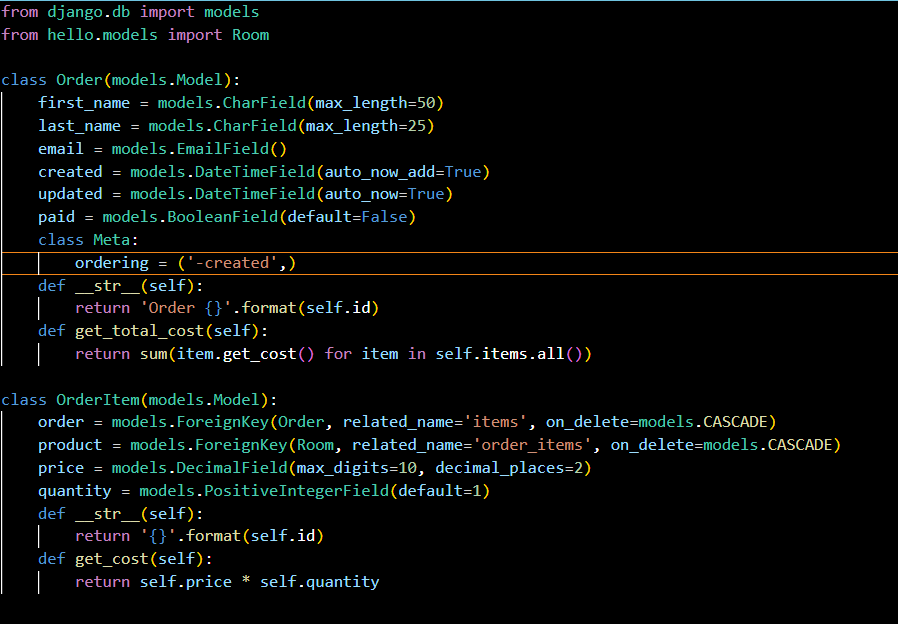 from django.db import models
from hello.models import Room

class Order(models.Model):
    first_name = models.CharField(max_length=50)
    last_name = models.CharField(max_length=25)
    email = models.EmailField()
    created = models.DateTimeField(auto_now_add=True)
    updated = models.DateTimeField(auto_now=True)
    paid = models.BooleanField(default=False)
    class Meta:
        ordering = ('-created',)
    def __str__(self):
        return 'Order {}'.format(self.id)
    def get_total_cost(self):
        return sum(item.get_cost() for item in self.items.all())

class OrderItem(models.Model):
    order = models.ForeignKey(Order, related_name='items', on_delete=models.CASCADE)
    product = models.ForeignKey(Room, related_name='order_items', on_delete=models.CASCADE)
    price = models.DecimalField(max_digits=10, decimal_places=2)
    quantity = models.PositiveIntegerField(default=1)
    def __str__(self):
        return '{}'.format(self.id)
    def get_cost(self):
        return self.price * self.quantity